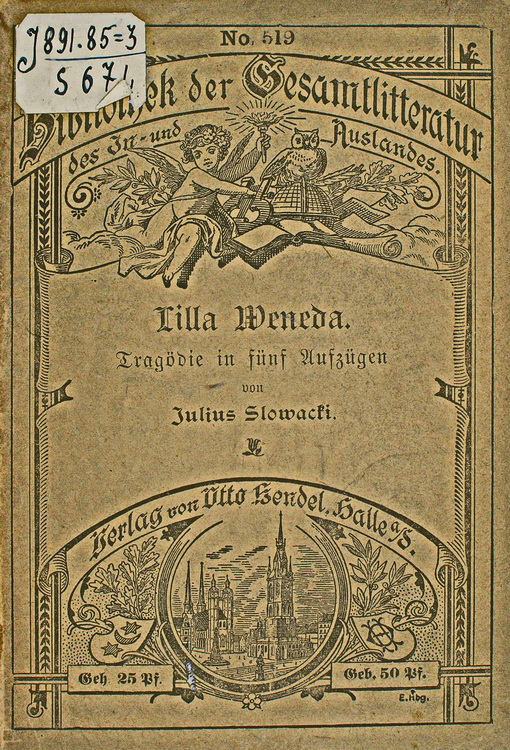 J891.85=3
S 671
No. 519
Bibliothek der Gesamtlitteratur
des In- und Auslandes.
Lilla Weneda.
Tragödie in fünf Aufzügen
von
Julius Slowacki.
Verlag von Otto Hendel, Halle a/S.
Geh. 25 Pf.
Geb. 50 Pf.
E. Hbg.